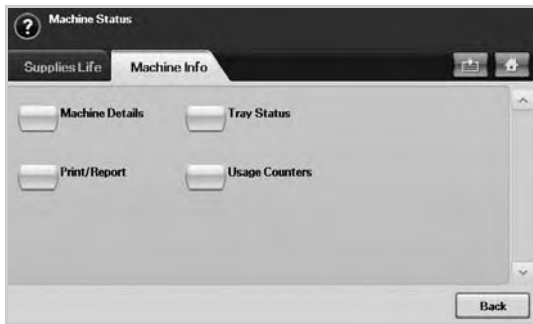 ? Machine Status
Supplies Life Machine Info
Machine Details Tray Status
Print/Report Usage Counters
Back